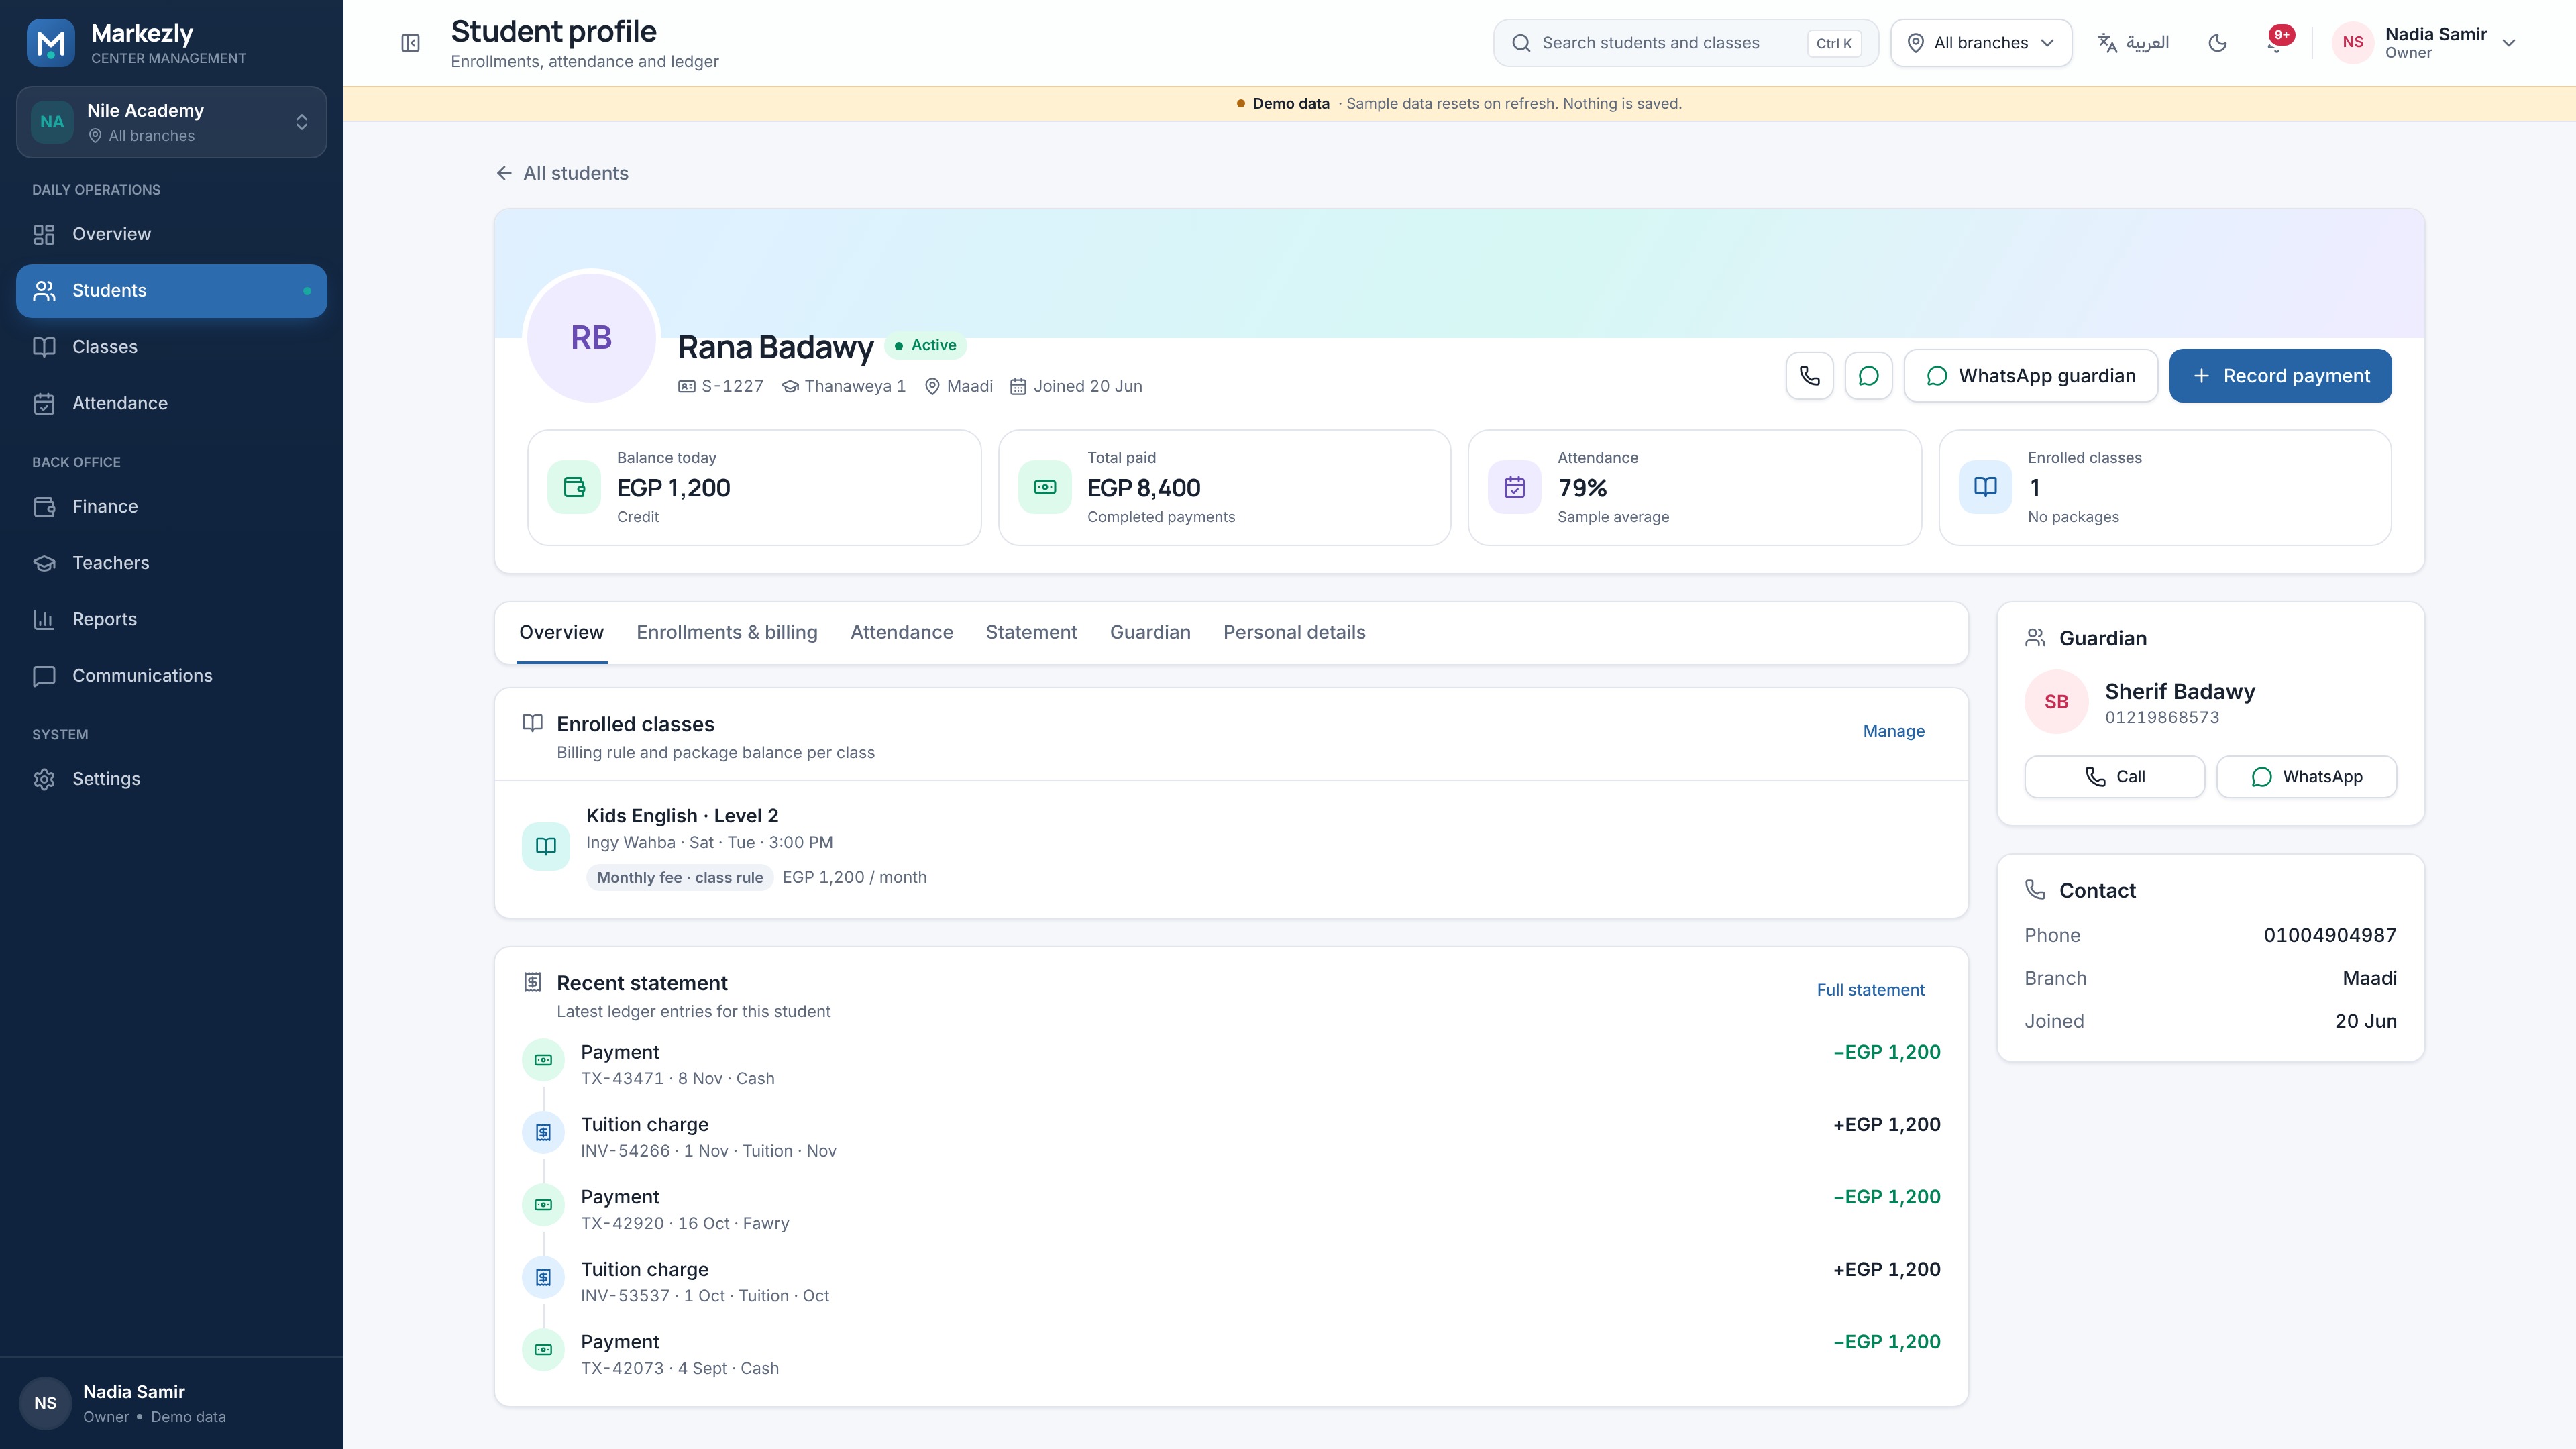 Markezly
CENTER MANAGEMENT
NA
Nile Academy
All branches
DAILY OPERATIONS
Overview
Students
Classes
Attendance
BACK OFFICE
Finance
Teachers
Reports
Communications
SYSTEM
Settings
NS
Nadia Samir
Owner • Demo data
Student profile
Enrollments, attendance and ledger
Search students and classes
Ctrl K
All branches
العربية
9+
NS
Nadia Samir
Owner
Demo data · Sample data resets on refresh. Nothing is saved.
All students
RB
Rana Badawy
Active
S-1227
Thanaweya 1
Maadi
Joined 20 Jun
WhatsApp guardian
Record payment
Balance today
EGP 1,200
Credit
Total paid
EGP 8,400
Completed payments
Attendance
79%
Sample average
Enrolled classes
1
No packages
Overview
Enrollments & billing
Attendance
Statement
Guardian
Personal details
Enrolled classes
Billing rule and package balance per class
Manage
Kids English · Level 2
Ingy Wahba · Sat · Tue · 3:00 PM
Monthly fee · class rule
EGP 1,200 / month
Recent statement
Latest ledger entries for this student
Full statement
Payment
−EGP 1,200
TX-43471 · 8 Nov · Cash
Tuition charge
+EGP 1,200
INV-54266 · 1 Nov · Tuition · Nov
Payment
−EGP 1,200
TX-42920 · 16 Oct · Fawry
Tuition charge
+EGP 1,200
INV-53537 · 1 Oct · Tuition · Oct
Payment
−EGP 1,200
TX-42073 · 4 Sept · Cash
Guardian
SB
Sherif Badawy
01219868573
Call
WhatsApp
Contact
Phone
01004904987
Branch
Maadi
Joined
20 Jun